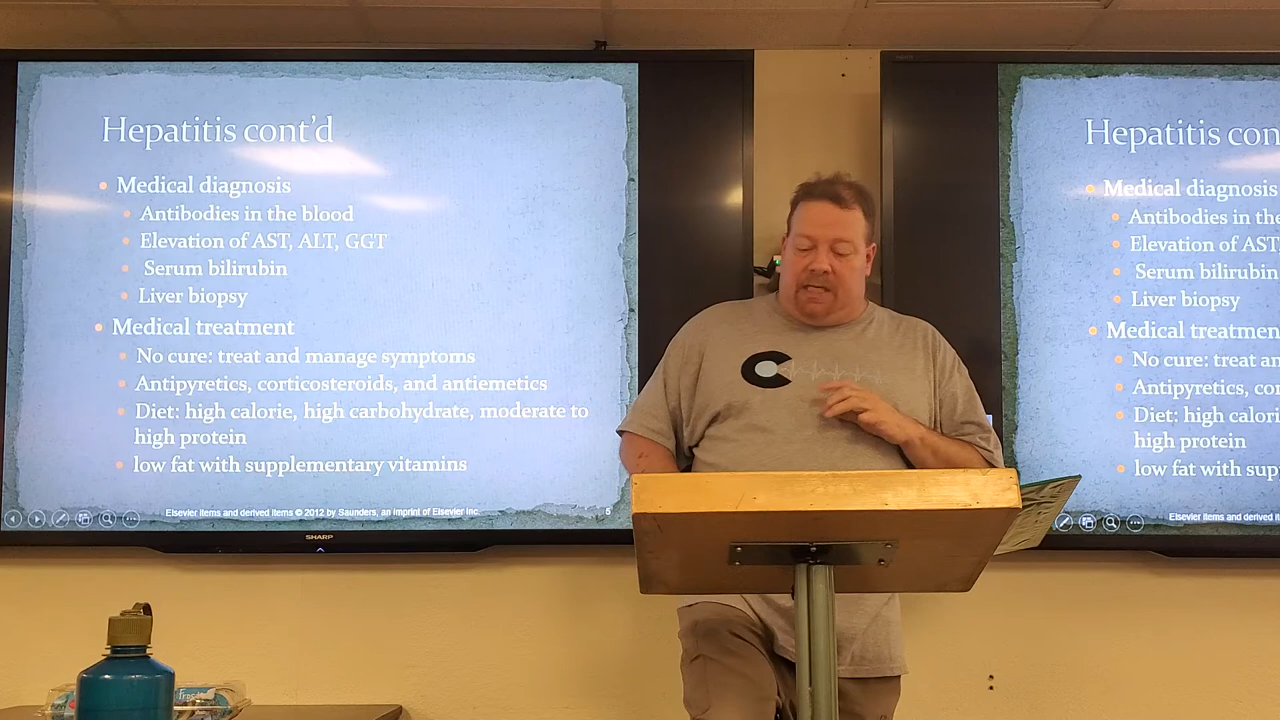 Hepatitis cont'd
Medical diagnosis
Antibodies in the blood
Elevation of AST, ALT, GGT
Serum bilirubin
Liver biopsy
Medical treatment
No cure: treat and manage symptoms
Antipyretics, corticosteroids, and antiemetics
Diet: high calorie, high carbohydrate, moderate to
high protein
low fat with supplementary vitamins
Elsevier items and derived items © 2012 by Saunders, an imprint of Elsevier Inc.
5
SHARP
Hepatitis con
Medical diagnosis
Antibodies in the
Elevation of AST,
Serum bilirubin
Liver biopsy
Medical treatmen
No cure: treat an
Antipyretics, co
Diet: high calori
high protein
low fat with sup
Elsevier items and derived it